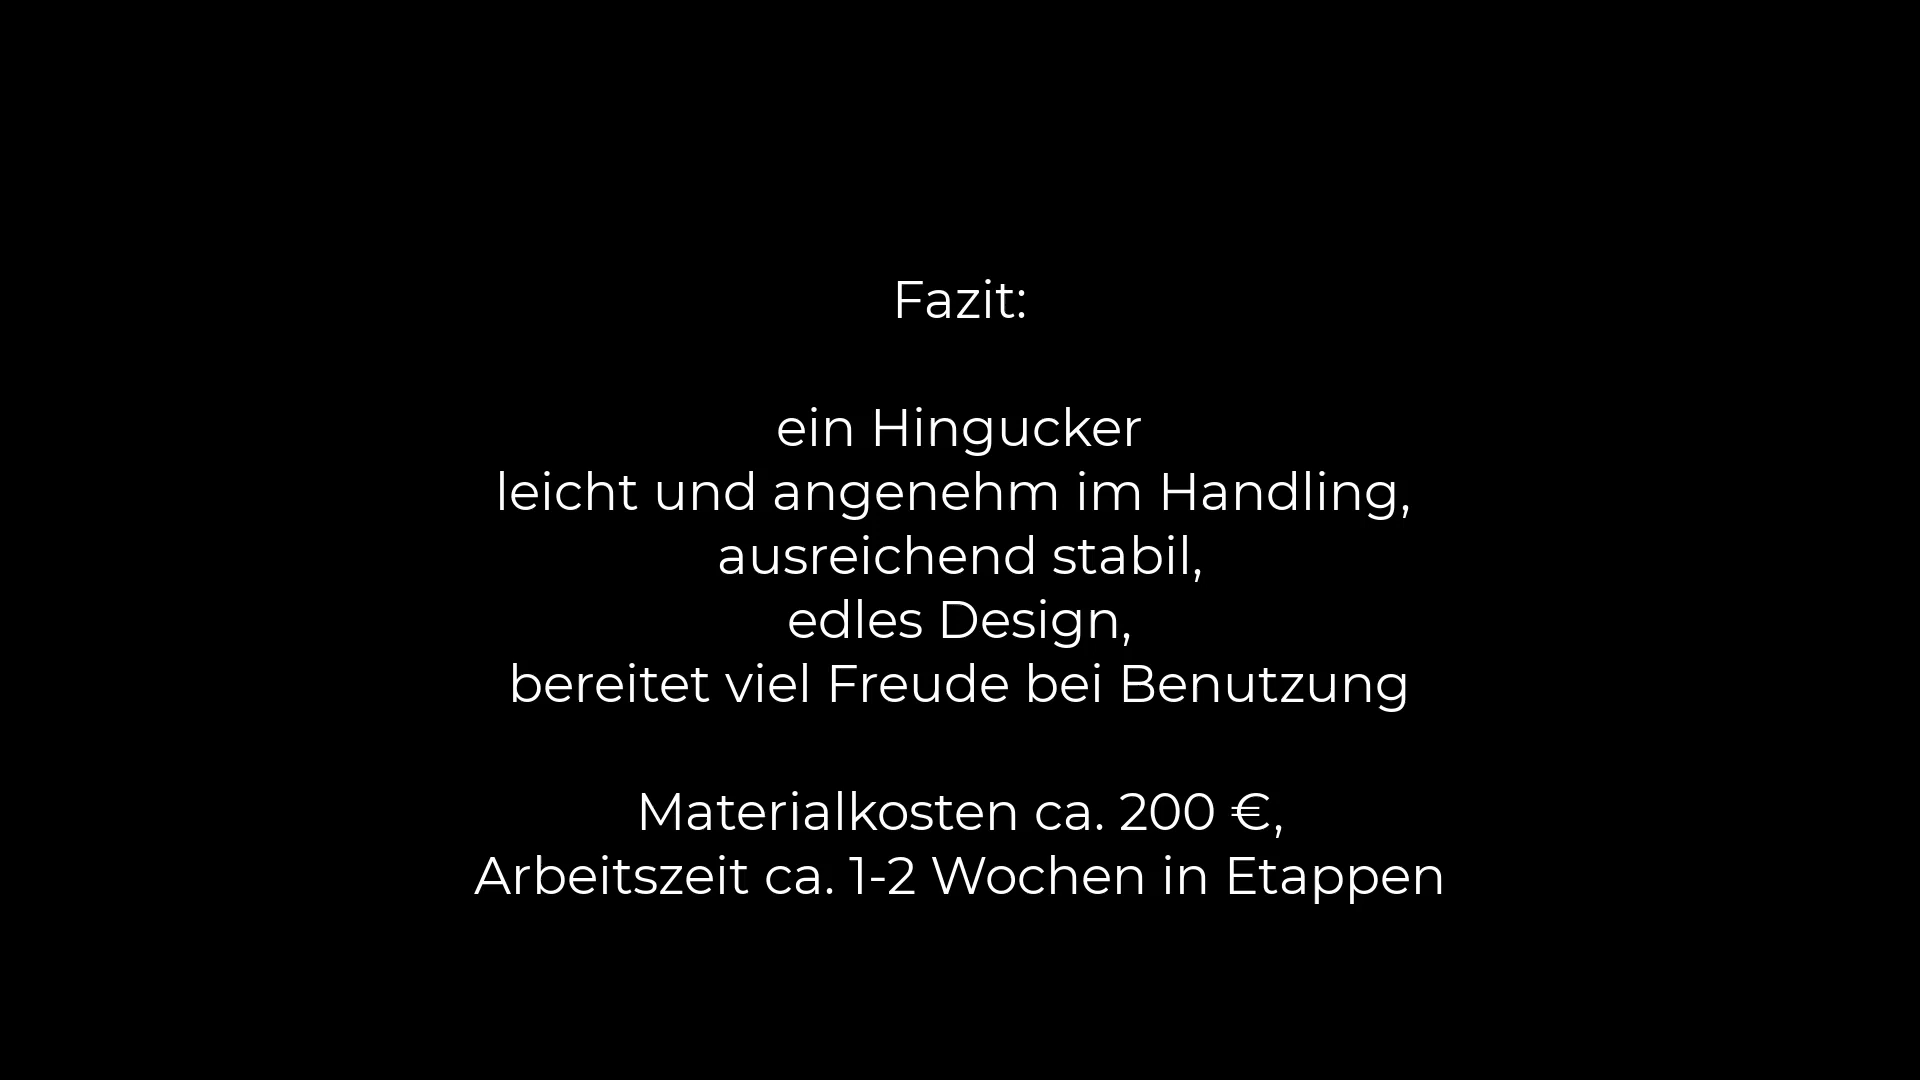 Fazit:
ein Hingucker
leicht und angenehm im Handling,
ausreichend stabil,
edles Design,
bereitet viel Freude bei Benutzung
Materialkosten ca. 200 €,
Arbeitszeit ca. 1-2 Wochen in Etappen